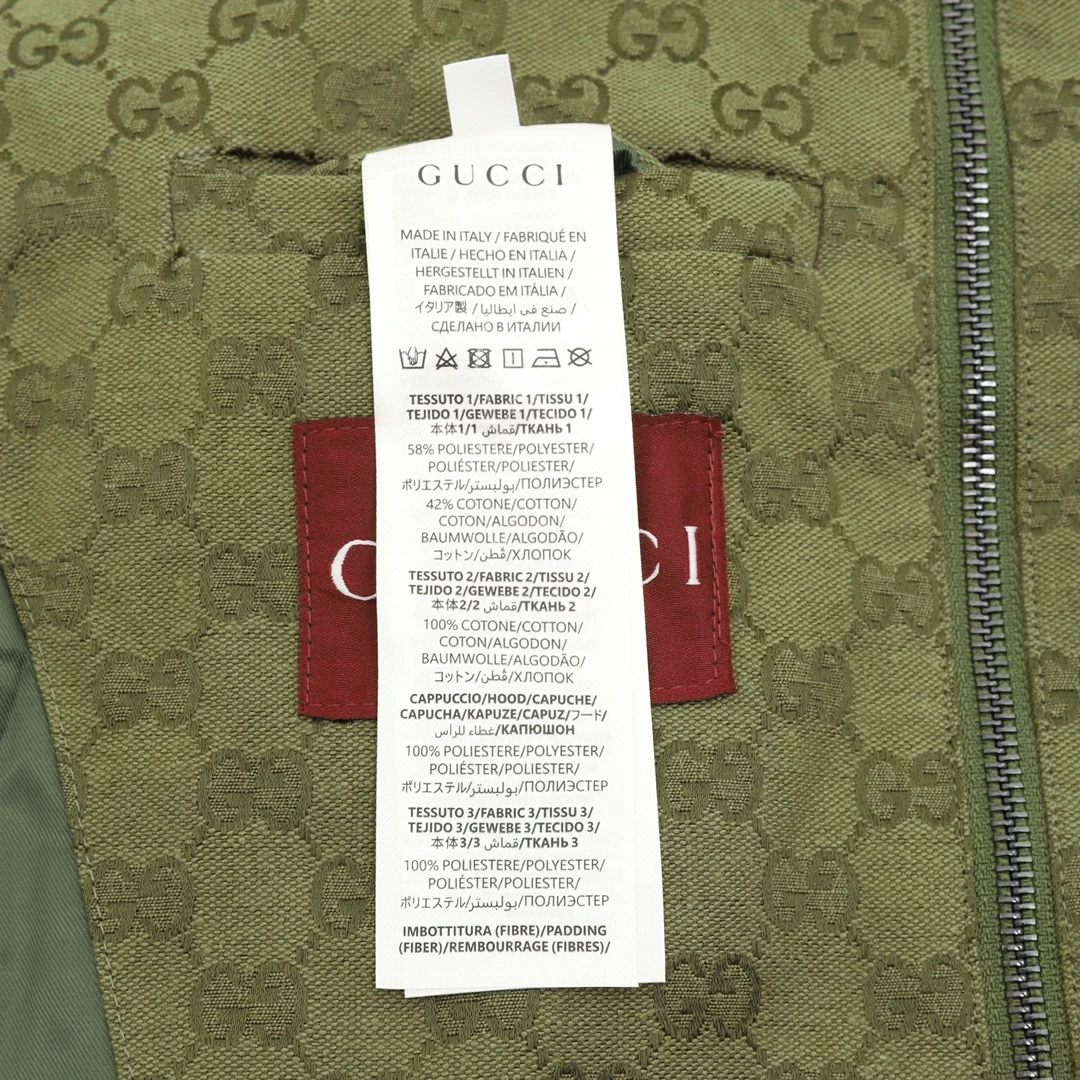 GUCCI
MADE IN ITALY / FABRIQUÉ EN
ITALIE / HECHO EN ITALIA /
HERGESTELLT IN ITALIEN /
FABRICADO EM ITÁLIA /
イタリア製 / صنع فى ايطاليا /
СДЕЛАНО В ИТАЛИИ
TESSUTO 1/FABRIC 1/TISSU 1/
TEJIDO 1/GEWEBE 1/TECIDO 1/
本体1/1 قماش/ТКАНЬ 1
58% POLIESTERE/POLYESTER/
POLIÉSTER/POLIESTER/
ポリエステル/بوليستر/ПОЛИЭСТЕР
42% COTONE/COTTON/
COTON/ALGODON/
BAUMWOLLE/ALGODÃO/
コットン/قُطن/ХЛОПОК
TESSUTO 2/FABRIC 2/TISSU 2/
TEJIDO 2/GEWEBE 2/TECIDO 2/
本体2/2 قماش/ТКАНЬ 2
100% COTONE/COTTON/
COTON/ALGODON/
BAUMWOLLE/ALGODÃO/
コットン/قُطن/ХЛОПОК
CAPPUCCIO/HOOD/CAPUCHE/
CAPUCHA/KAPUZE/CAPUZ/フード/
غطاء للرأس/КАПЮШОН
100% POLIESTERE/POLYESTER/
POLIÉSTER/POLIESTER/
ポリエステル/بوليستر/ПОЛИЭСТЕР
TESSUTO 3/FABRIC 3/TISSU 3/
TEJIDO 3/GEWEBE 3/TECIDO 3/
本体3/3 قماش/ТКАНЬ 3
100% POLIESTERE/POLYESTER/
POLIÉSTER/POLIESTER/
ポリエステル/بوليستر/ПОЛИЭСТЕР
IMBOTTITURA (FIBRE)/PADDING
(FIBER)/REMBOURRAGE (FIBRES)/